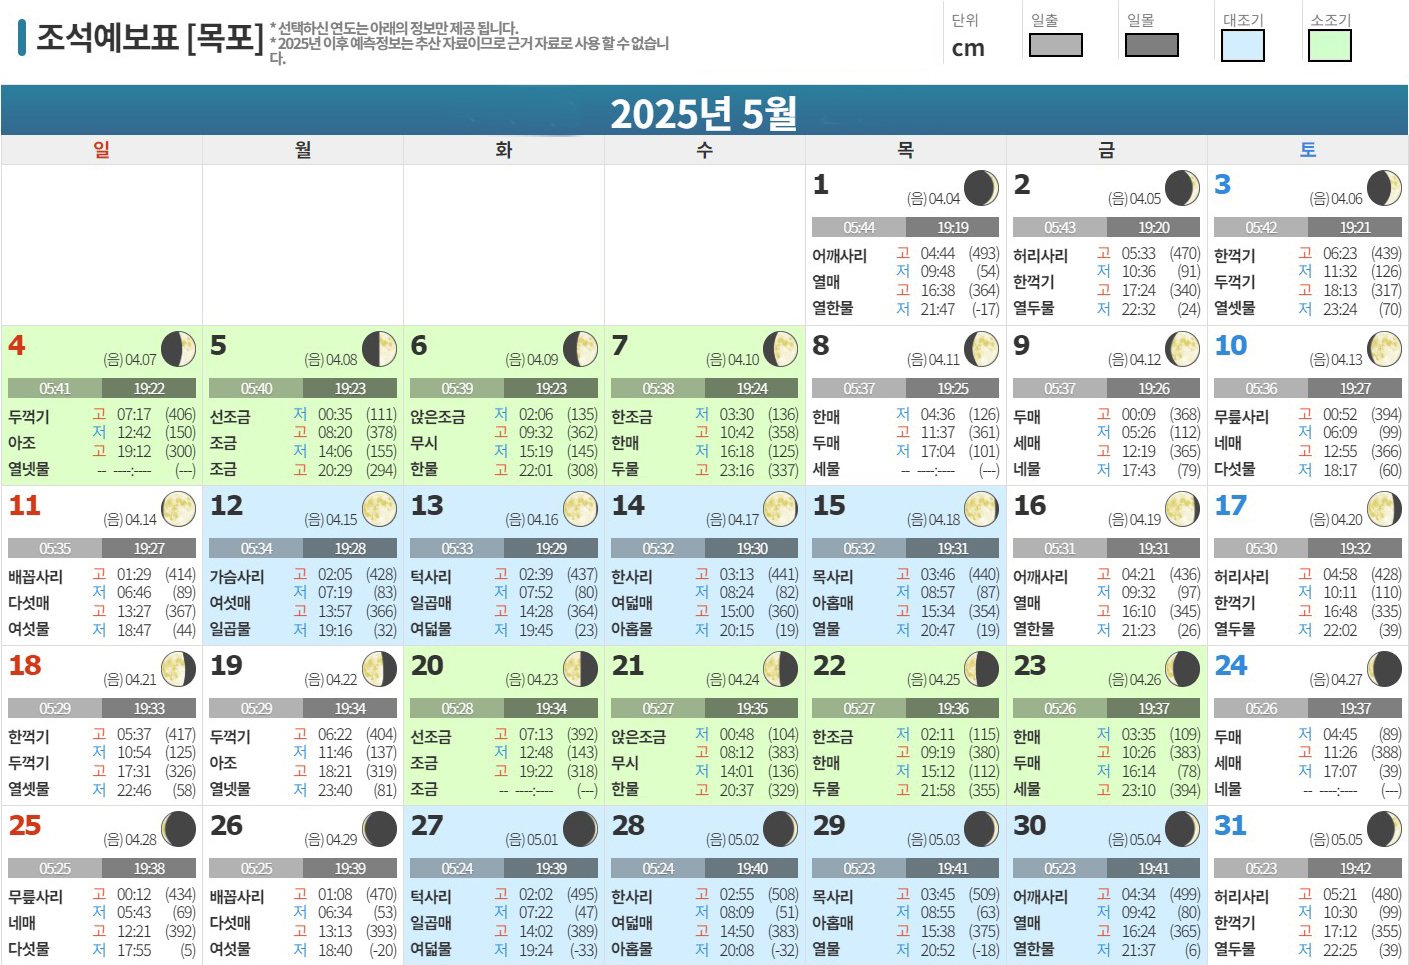 조석예보표 [목포]
* 선택하신 연도는 아래의 정보만 제공 됩니다.
* 2025년 이후 예측정보는 추산 자료이므로 근거 자료로 사용 할 수 없습니
다.
단위 일출 일몰 대조기 소조기
cm
2025년 5월
일 월 화 수 목 금 토
1 (음) 04.04
05:44 19:19
어깨사리 고 04:44 (493)
저 09:48 (54)
열매 고 16:38 (364)
열한물 저 21:47 (-17)
2 (음) 04.05
05:43 19:20
허리사리 고 05:33 (470)
저 10:36 (91)
한꺽기 고 17:24 (340)
열두물 저 22:32 (24)
3 (음) 04.06
05:42 19:21
한꺽기 고 06:23 (439)
저 11:32 (126)
두꺽기 고 18:13 (317)
열셋물 저 23:24 (70)
4 (음) 04.07
05:41 19:22
두꺽기 고 07:17 (406)
저 12:42 (150)
아조 고 19:12 (300)
열넷물 -- ----:---- (---)
5 (음) 04.08
05:40 19:23
선조금 저 00:35 (111)
고 08:20 (378)
조금 저 14:06 (155)
조금 고 20:29 (294)
6 (음) 04.09
05:39 19:23
앉은조금 저 02:06 (135)
고 09:32 (362)
무시 저 15:19 (145)
한물 고 22:01 (308)
7 (음) 04.10
05:38 19:24
한조금 저 03:30 (136)
고 10:42 (358)
한매 저 16:18 (125)
두물 고 23:16 (337)
8 (음) 04.11
05:37 19:25
한매 저 04:36 (126)
고 11:37 (361)
두매 저 17:04 (101)
세물 -- ----:---- (---)
9 (음) 04.12
05:37 19:26
두매 고 00:09 (368)
저 05:26 (112)
세매 고 12:19 (365)
네물 저 17:43 (79)
10 (음) 04.13
05:36 19:27
무릎사리 고 00:52 (394)
저 06:09 (99)
네매 고 12:55 (366)
다섯물 저 18:17 (60)
11 (음) 04.14
05:35 19:27
배꼽사리 고 01:29 (414)
저 06:46 (89)
다섯매 고 13:27 (367)
여섯물 저 18:47 (44)
12 (음) 04.15
05:34 19:28
가슴사리 고 02:05 (428)
저 07:19 (83)
여섯매 고 13:57 (366)
일곱물 저 19:16 (32)
13 (음) 04.16
05:33 19:29
턱사리 고 02:39 (437)
저 07:52 (80)
일곱매 고 14:28 (364)
여덟물 저 19:45 (23)
14 (음) 04.17
05:32 19:30
한사리 고 03:13 (441)
저 08:24 (82)
여덟매 고 15:00 (360)
아홉물 저 20:15 (19)
15 (음) 04.18
05:32 19:31
목사리 고 03:46 (440)
저 08:57 (87)
아홉매 고 15:34 (354)
열물 저 20:47 (19)
16 (음) 04.19
05:31 19:31
어깨사리 고 04:21 (436)
저 09:32 (97)
열매 고 16:10 (345)
열한물 저 21:23 (26)
17 (음) 04.20
05:30 19:32
허리사리 고 04:58 (428)
저 10:11 (110)
한꺽기 고 16:48 (335)
열두물 저 22:02 (39)
18 (음) 04.21
05:29 19:33
한꺽기 고 05:37 (417)
저 10:54 (125)
두꺽기 고 17:31 (326)
열셋물 저 22:46 (58)
19 (음) 04.22
05:29 19:34
두꺽기 고 06:22 (404)
저 11:46 (137)
아조 고 18:21 (319)
열넷물 저 23:40 (81)
20 (음) 04.23
05:28 19:34
선조금 고 07:13 (392)
저 12:48 (143)
조금 고 19:22 (318)
조금 -- ----:---- (---)
21 (음) 04.24
05:27 19:35
앉은조금 저 00:48 (104)
고 08:12 (383)
무시 저 14:01 (136)
한물 고 20:37 (329)
22 (음) 04.25
05:27 19:36
한조금 저 02:11 (115)
고 09:19 (380)
한매 저 15:12 (112)
두물 고 21:58 (355)
23 (음) 04.26
05:26 19:37
한매 저 03:35 (109)
고 10:26 (383)
두매 저 16:14 (78)
세물 고 23:10 (394)
24 (음) 04.27
05:26 19:37
두매 저 04:45 (89)
고 11:26 (388)
세매 저 17:07 (39)
네물 -- ----:---- (---)
25 (음) 04.28
05:25 19:38
무릎사리 고 00:12 (434)
저 05:43 (69)
네매 고 12:21 (392)
다섯물 저 17:55 (5)
26 (음) 04.29
05:25 19:39
배꼽사리 고 01:08 (470)
저 06:34 (53)
다섯매 고 13:13 (393)
여섯물 저 18:40 (-20)
27 (음) 05.01
05:24 19:39
턱사리 고 02:02 (495)
저 07:22 (47)
일곱매 고 14:02 (389)
여덟물 저 19:24 (-33)
28 (음) 05.02
05:24 19:40
한사리 고 02:55 (508)
저 08:09 (51)
여덟매 고 14:50 (383)
아홉물 저 20:08 (-32)
29 (음) 05.03
05:23 19:41
목사리 고 03:45 (509)
저 08:55 (63)
아홉매 고 15:38 (375)
열물 저 20:52 (-18)
30 (음) 05.04
05:23 19:41
어깨사리 고 04:34 (499)
저 09:42 (80)
열매 고 16:24 (365)
열한물 저 21:37 (6)
31 (음) 05.05
05:23 19:42
허리사리 고 05:21 (480)
저 10:30 (99)
한꺽기 고 17:12 (355)
열두물 저 22:25 (39)